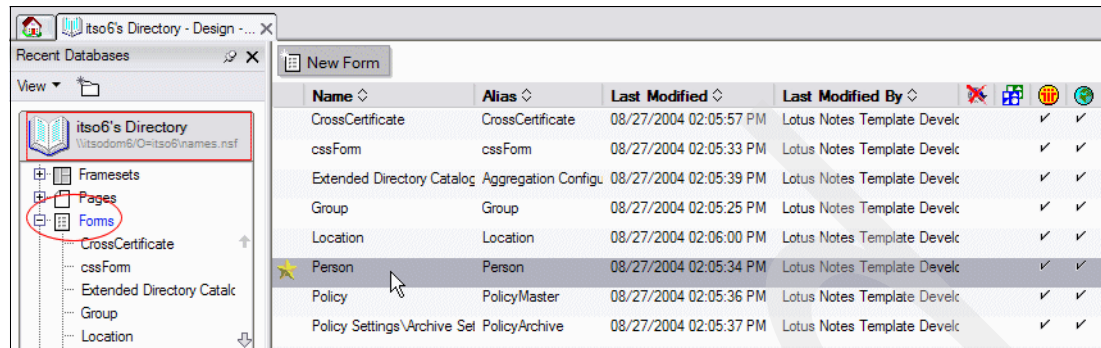 itso6's Directory - Design -...
Recent Databases
View
itso6's Directory
\\itsodom6/O=itso6\names.nsf
Framesets
Pages
Forms
CrossCertificate
cssForm
Extended Directory Catalc
Group
Location
New Form
Name Alias Last Modified Last Modified By
CrossCertificate CrossCertificate 08/27/2004 02:05:57 PM Lotus Notes Template Develc
cssForm cssForm 08/27/2004 02:05:33 PM Lotus Notes Template Develc
Extended Directory Catalog Aggregation Configu 08/27/2004 02:05:39 PM Lotus Notes Template Develc
Group Group 08/27/2004 02:05:25 PM Lotus Notes Template Develc
Location Location 08/27/2004 02:06:00 PM Lotus Notes Template Develc
Person Person 08/27/2004 02:05:34 PM Lotus Notes Template Develc
Policy PolicyMaster 08/27/2004 02:05:36 PM Lotus Notes Template Develc
Policy Settings\Archive Set PolicyArchive 08/27/2004 02:05:37 PM Lotus Notes Template Develc